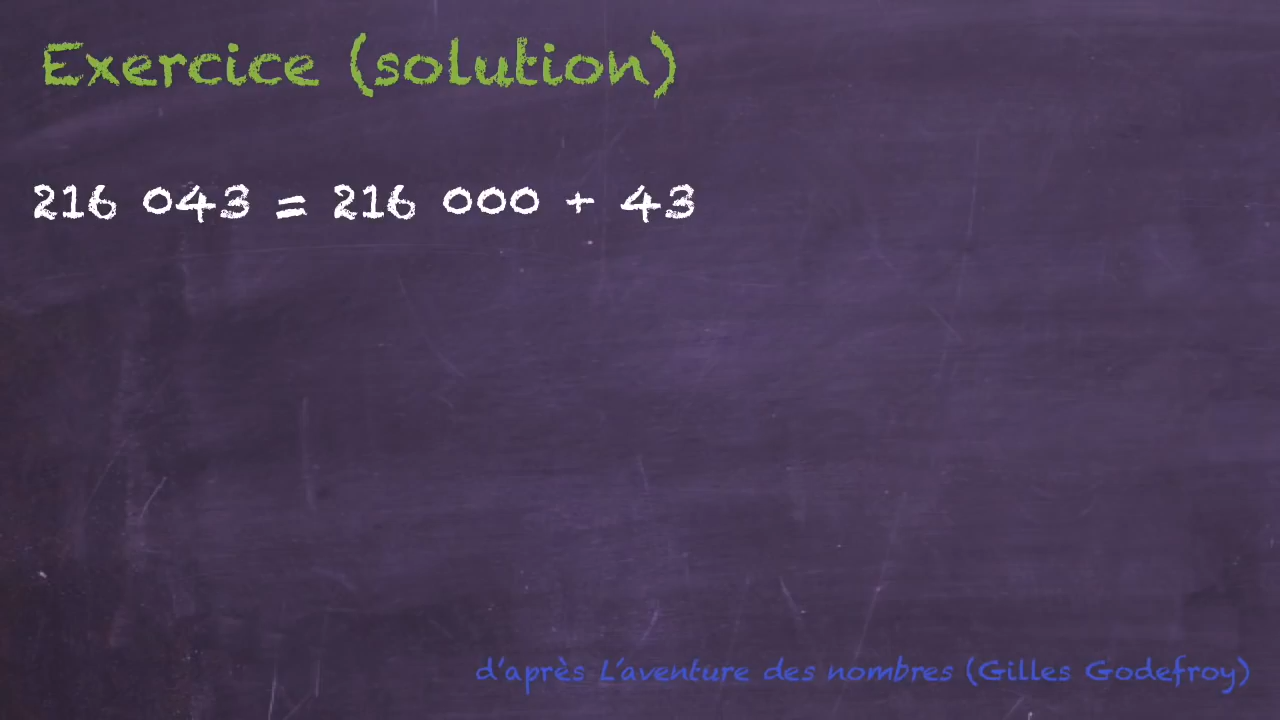 Exercice (solution)
216 043 = 216 000 + 43
d'après L'aventure des nombres (Gilles Godefroy)